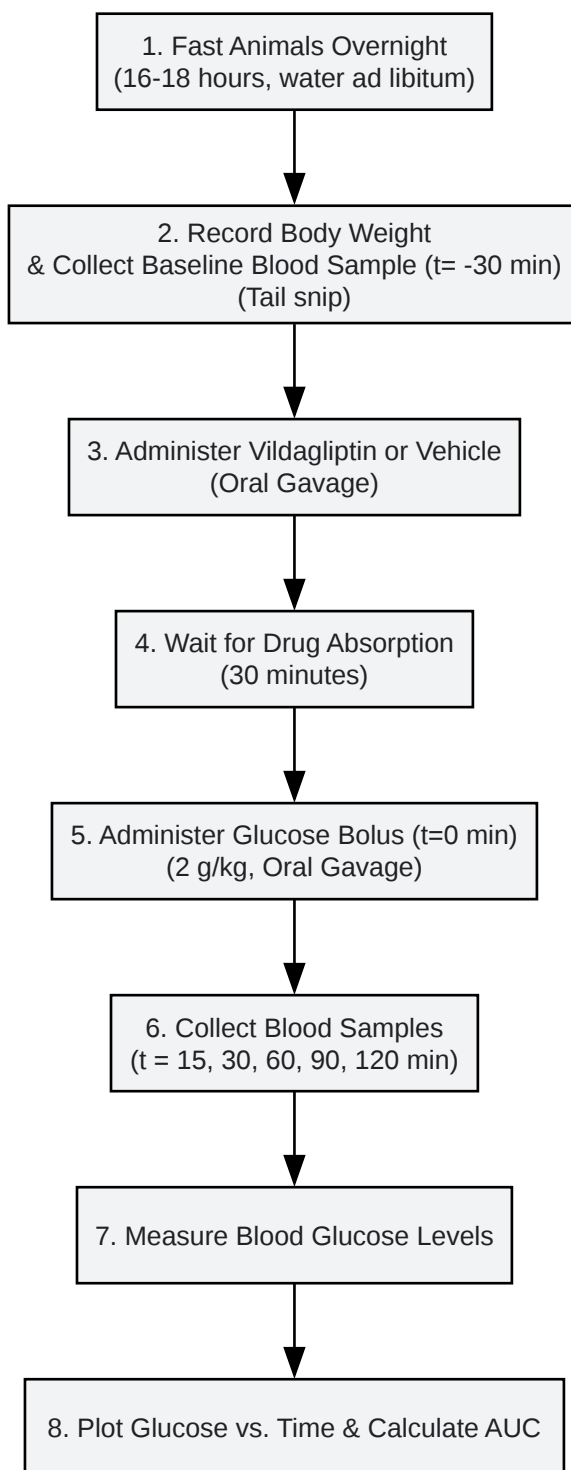 1. Fast Animals Overnight
(16-18 hours, water ad libitum)
2. Record Body Weight
& Collect Baseline Blood Sample (t= -30 min)
(Tail snip)
3. Administer Vildagliptin or Vehicle
(Oral Gavage)
4. Wait for Drug Absorption
(30 minutes)
5. Administer Glucose Bolus (t=0 min)
(2 g/kg, Oral Gavage)
6. Collect Blood Samples
(t = 15, 30, 60, 90, 120 min)
7. Measure Blood Glucose Levels
8. Plot Glucose vs. Time & Calculate AUC